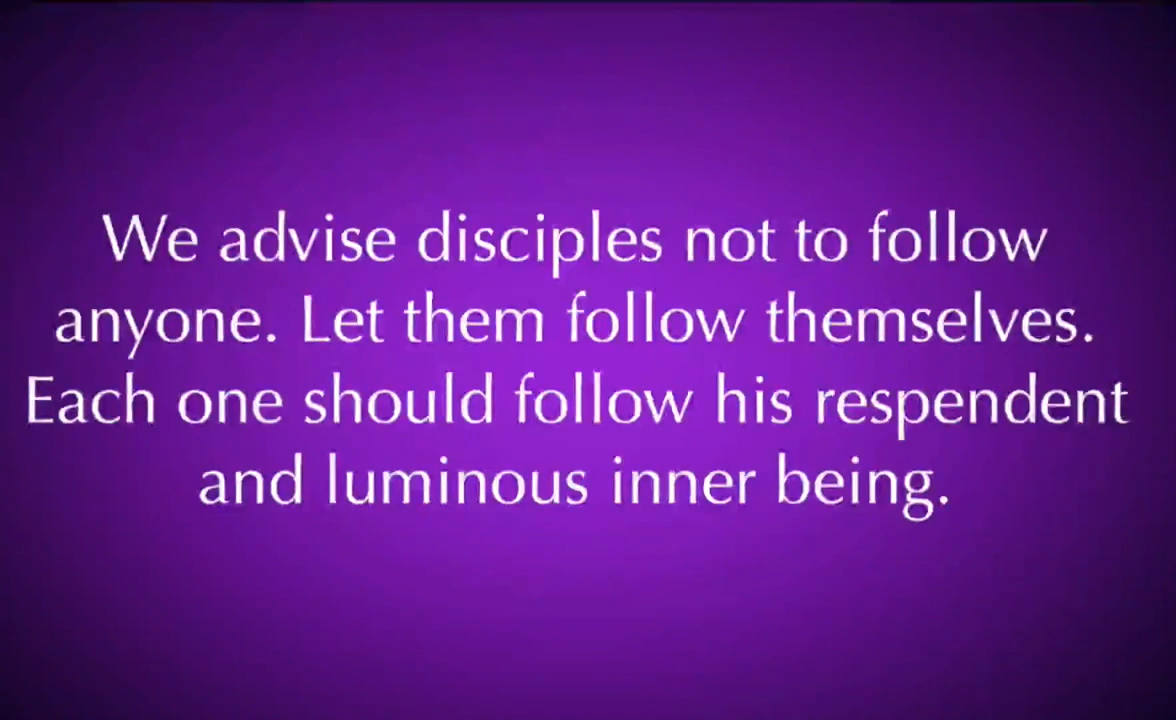 We advise disciples not to follow
anyone. Let them follow themselves.
Each one should follow his respendent
and luminous inner being.